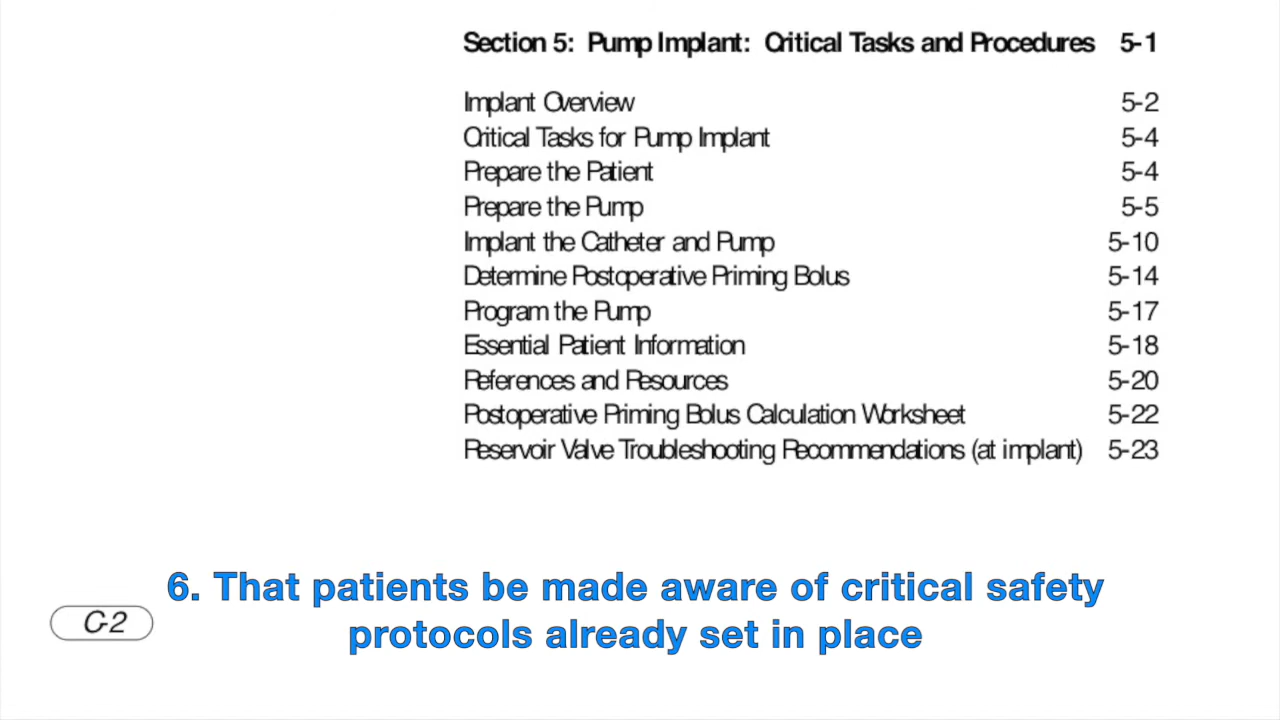 Section 5: Pump Implant: Critical Tasks and Procedures 5-1
Implant Overview 5-2
Critical Tasks for Pump Implant 5-4
Prepare the Patient 5-4
Prepare the Pump 5-5
Implant the Catheter and Pump 5-10
Determine Postoperative Priming Bolus 5-14
Program the Pump 5-17
Essential Patient Information 5-18
References and Resources 5-20
Postoperative Priming Bolus Calculation Worksheet 5-22
Reservoir Valve Troubleshooting Recommendations (at implant) 5-23
6. That patients be made aware of critical safety
protocols already set in place
C-2